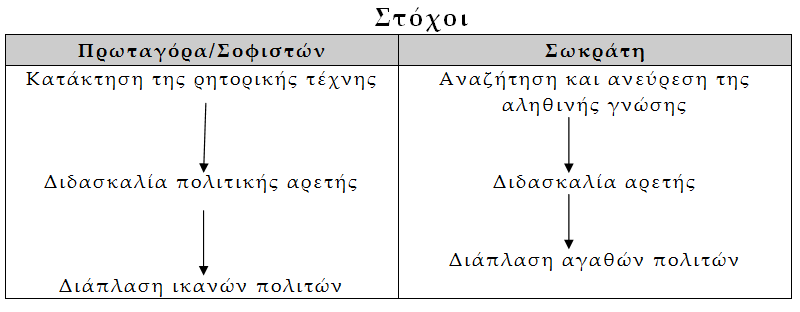 Στόχοι
Πρωταγόρα/Σοφιστών
Σωκράτη
Κατάκτηση της ρητορικής τέχνης
Διδασκαλία πολιτικής αρετής
Διάπλαση ικανών πολιτών
Αναζήτηση και ανεύρεση της
αληθινής γνώσης
Διδασκαλία αρετής
Διάπλαση αγαθών πολιτών